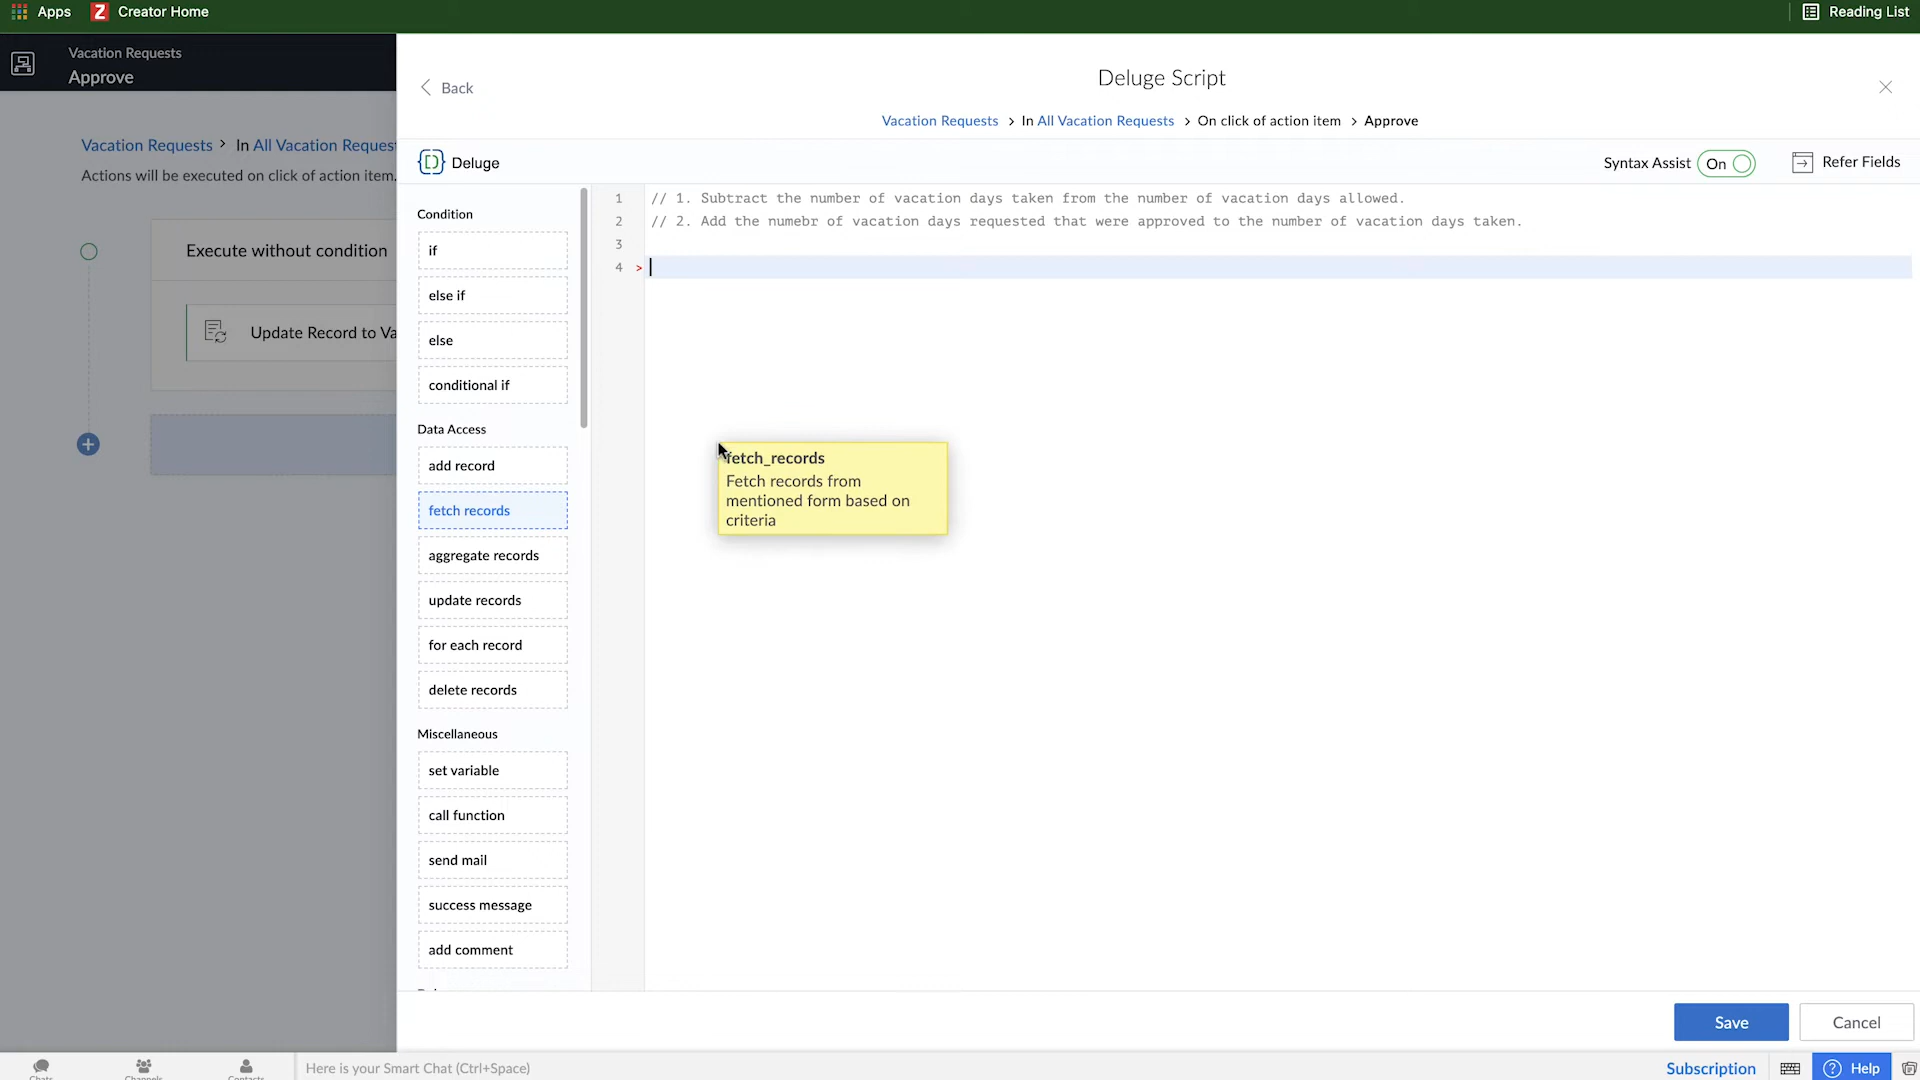 Apps
Creator Home
Reading List
Vacation Requests
Approve
Vacation Requests > In All Vacation Request
Actions will be executed on click of action item.
Execute without condition
Update Record to Va
Back
Deluge Script
Vacation Requests > In All Vacation Requests > On click of action item > Approve
Deluge
Syntax Assist On
Refer Fields
Condition
if
else if
else
conditional if
Data Access
add record
fetch records
aggregate records
update records
for each record
delete records
Miscellaneous
set variable
call function
send mail
success message
add comment
1 // 1. Subtract the number of vacation days taken from the number of vacation days allowed.
2 // 2. Add the numebr of vacation days requested that were approved to the number of vacation days taken.
3
4 >
fetch_records
Fetch records from
mentioned form based on
criteria
Save
Cancel
Chats
Channels
Contacts
Here is your Smart Chat (Ctrl+Space)
Subscription
Help